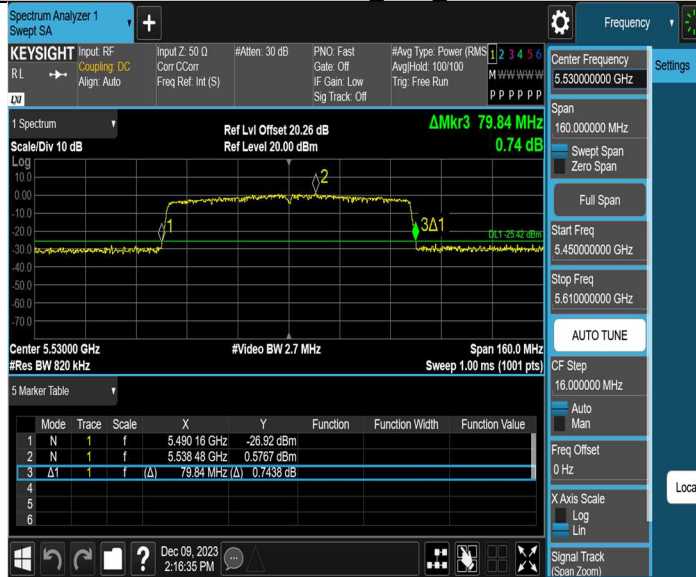 Spectrum Analyzer 1
Swept SA
Frequency
KEYSIGHT
RL
LXI
Input: RF
Coupling: DC
Align: Auto
Input Z: 50 Ω
Corr CCorr
Freq Ref: Int (S)
#Atten: 30 dB
PNO: Fast
Gate: Off
IF Gain: Low
Sig Track: Off
#Avg Type: Power (RMS
Avg|Hold: 100/100
Trig: Free Run
1 2 3 4 5 6
M W W W W W
P P P P P P
1 Spectrum
Scale/Div 10 dB
Ref Lvl Offset 20.26 dB
Ref Level 20.00 dBm
ΔMkr3 79.84 MHz
0.74 dB
Log
10.0
0.00
-10.0
-20.0
-30.0
-40.0
-50.0
-60.0
-70.0
2
1
3Δ1
DL1 -25.42 dBm
Center 5.53000 GHz
#Res BW 820 kHz
#Video BW 2.7 MHz
Span 160.0 MHz
Sweep 1.00 ms (1001 pts)
5 Marker Table
Mode Trace Scale X Y Function Function Width Function Value
1 N 1 f 5.490 16 GHz -26.92 dBm
2 N 1 f 5.538 48 GHz 0.5767 dBm
3 Δ1 1 f (Δ) 79.84 MHz (Δ) 0.7438 dB
4
5
6
Dec 09, 2023
2:16:35 PM
Center Frequency
5.530000000 GHz
Settings
Span
160.000000 MHz
Swept Span
Zero Span
Full Span
Start Freq
5.450000000 GHz
Stop Freq
5.610000000 GHz
AUTO TUNE
CF Step
16.000000 MHz
Auto
Man
Freq Offset
0 Hz
X Axis Scale
Log
Lin
Signal Track
(Span Zoom)
Loca